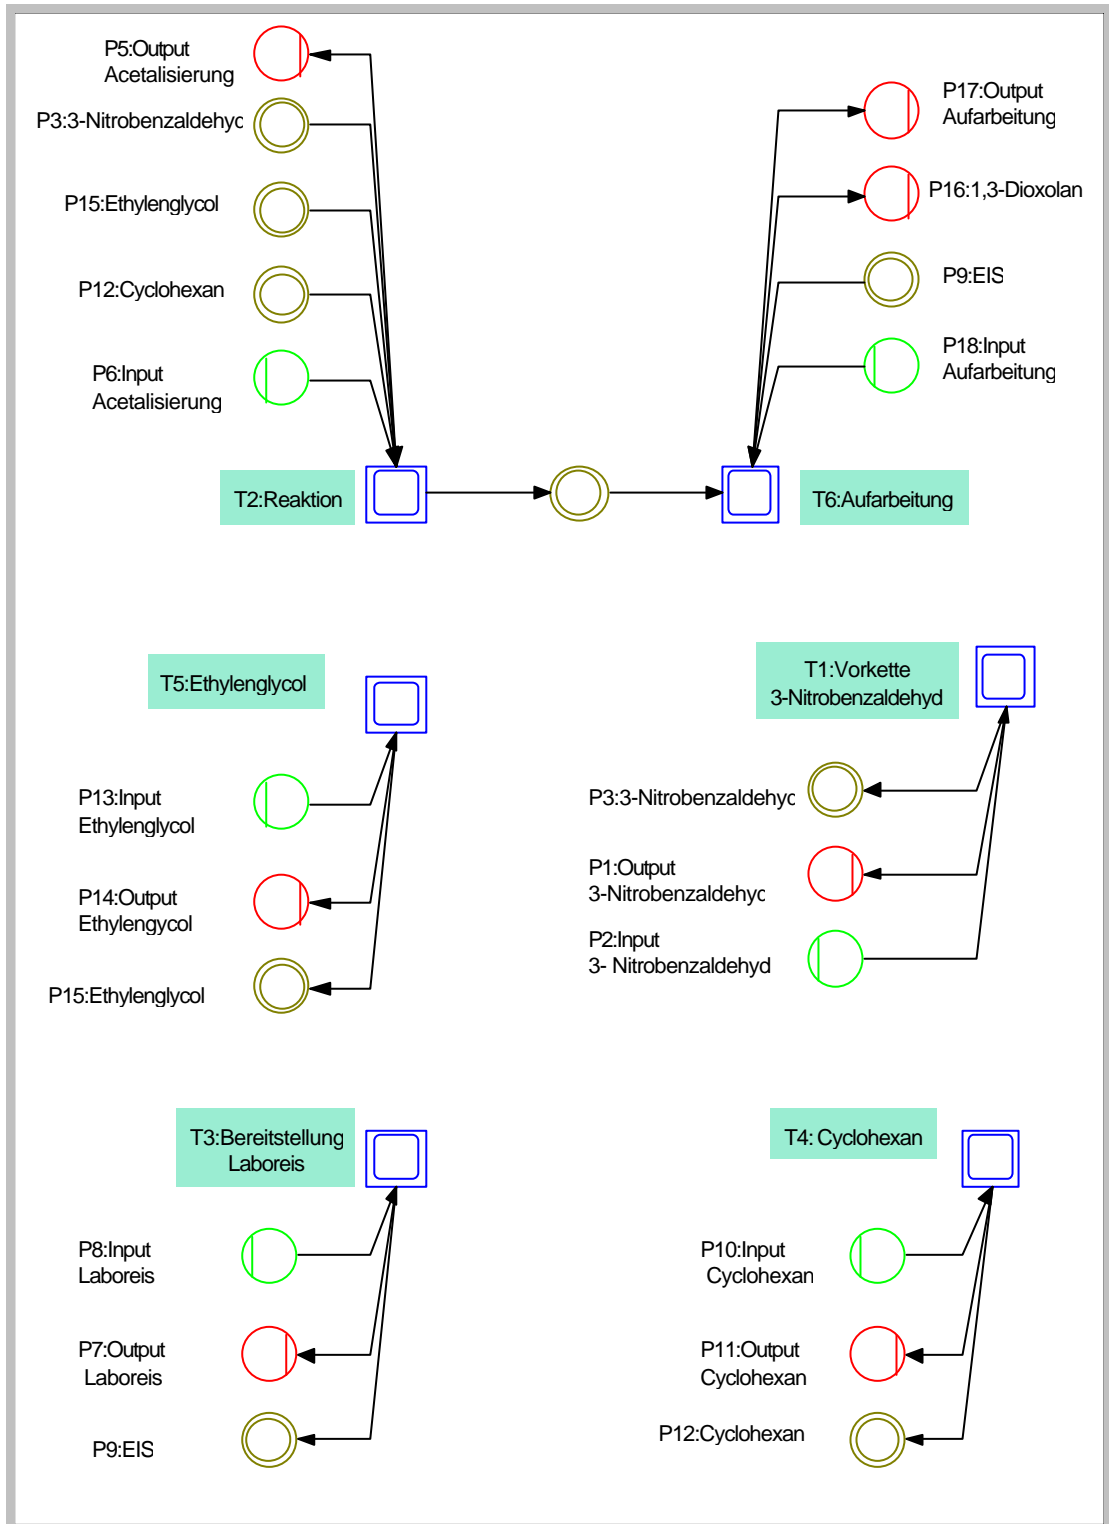 P5:Output
Acetalisierung
P3:3-Nitrobenzaldehyc
P15:Ethylenglycol
P12:Cyclohexan
P6:Input
Acetalisierung
P17:Output
Aufarbeitung
P16:1,3-Dioxolan
P9:EIS
P18:Input
Aufarbeitung
T2:Reaktion
T6:Aufarbeitung
T5:Ethylenglycol
P13:Input
Ethylenglycol
P14:Output
Ethylengycol
P15:Ethylenglycol
T1:Vorkette
3-Nitrobenzaldehyd
P3:3-Nitrobenzaldehyc
P1:Output
3-Nitrobenzaldehyc
P2:Input
3- Nitrobenzaldehyd
T3:Bereitstellung
Laboreis
P8:Input
Laboreis
P7:Output
Laboreis
P9:EIS
T4: Cyclohexan
P10:Input
Cyclohexan
P11:Output
Cyclohexan
P12:Cyclohexan